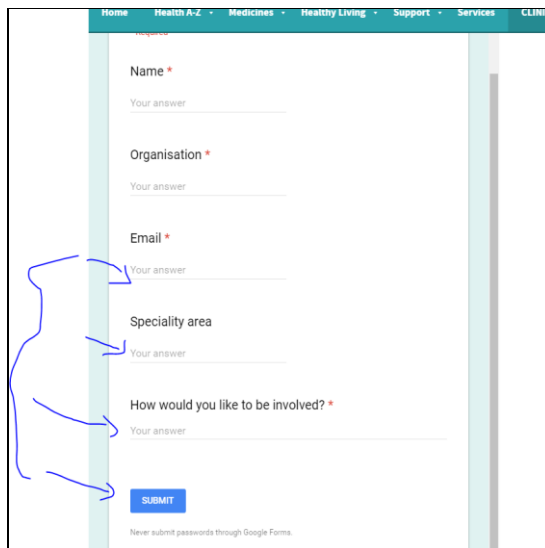 Home Health A-Z Medicines Healthy Living Support Services CLINI
*Required
Name *
Your answer
Organisation *
Your answer
Email *
Your answer
Speciality area
Your answer
How would you like to be involved? *
Your answer
SUBMIT
Never submit passwords through Google Forms.